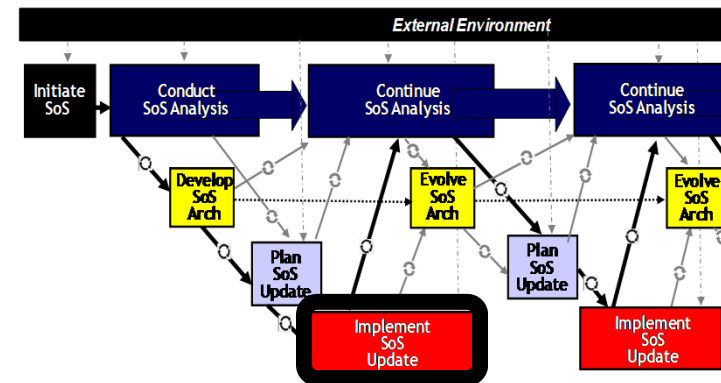 External Environment
Initiate
SoS
Conduct
SoS Analysis
Continue
SoS Analysis
Continue
SoS Analysis
Develop
SoS
Arch
Evolve
SoS
Arch
Evolve
SoS
Arch
Plan
SoS
Update
Plan
SoS
Update
Implement
SoS
Update
Implement
SoS
Update